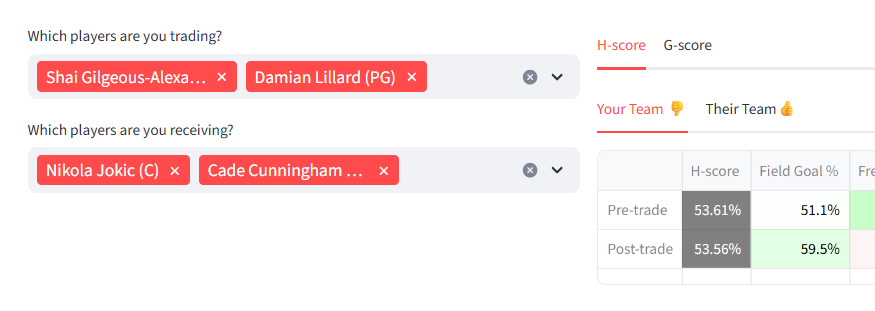 Which players are you trading?
Shai Gilgeous-Alexa...
Damian Lillard (PG)
Which players are you receiving?
Nikola Jokic (C)
Cade Cunningham ...
H-score G-score
Your Team 👎 Their Team 👍
H-score Field Goal % Fre
Pre-trade 53.61% 51.1%
Post-trade 53.56% 59.5%